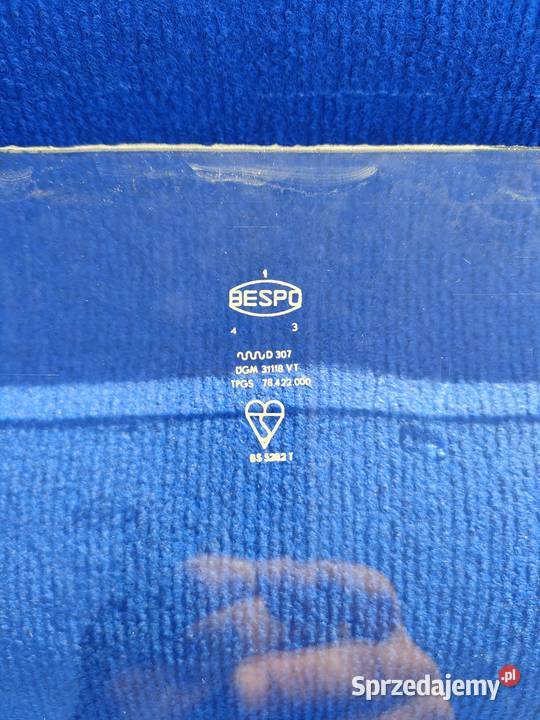 1
BESPO
4 3
D 307
DGM 31118 VT
TPGS 78.422.000
BS 5282 T
Sprzedajemy.pl